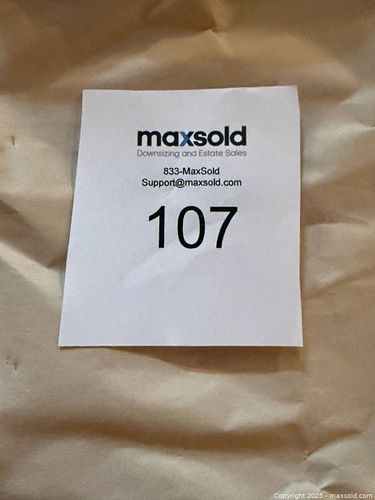 maxsold
Downsizing and Estate Sales
833-MaxSold
Support@maxsold.com
107
Copyright 2025 - maxsold.com